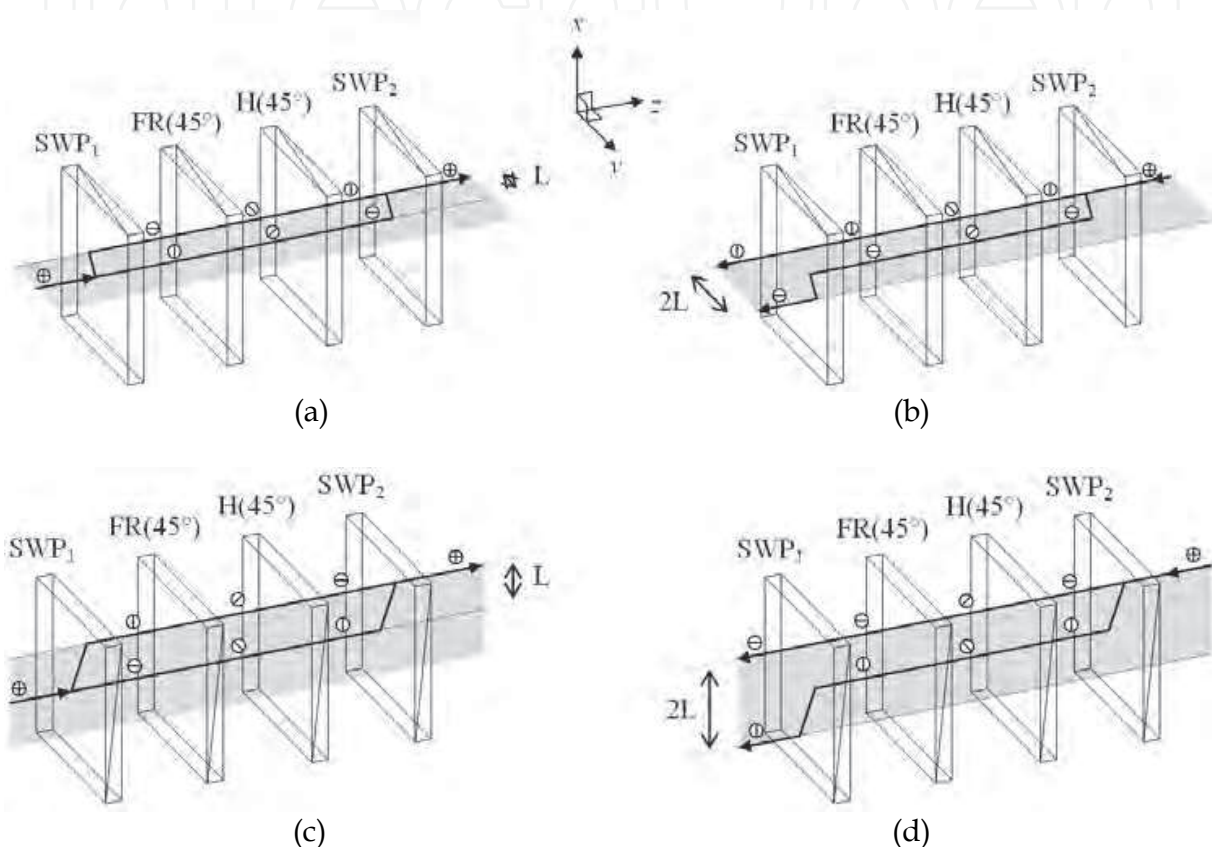 x
z
y
SWP₁
FR(45°)
H(45°)
SWP₂
L
(a)
SWP₁
FR(45°)
H(45°)
SWP₂
2L
(b)
SWP₁
FR(45°)
H(45°)
SWP₂
L
(c)
SWP₁
FR(45°)
H(45°)
SWP₂
2L
(d)